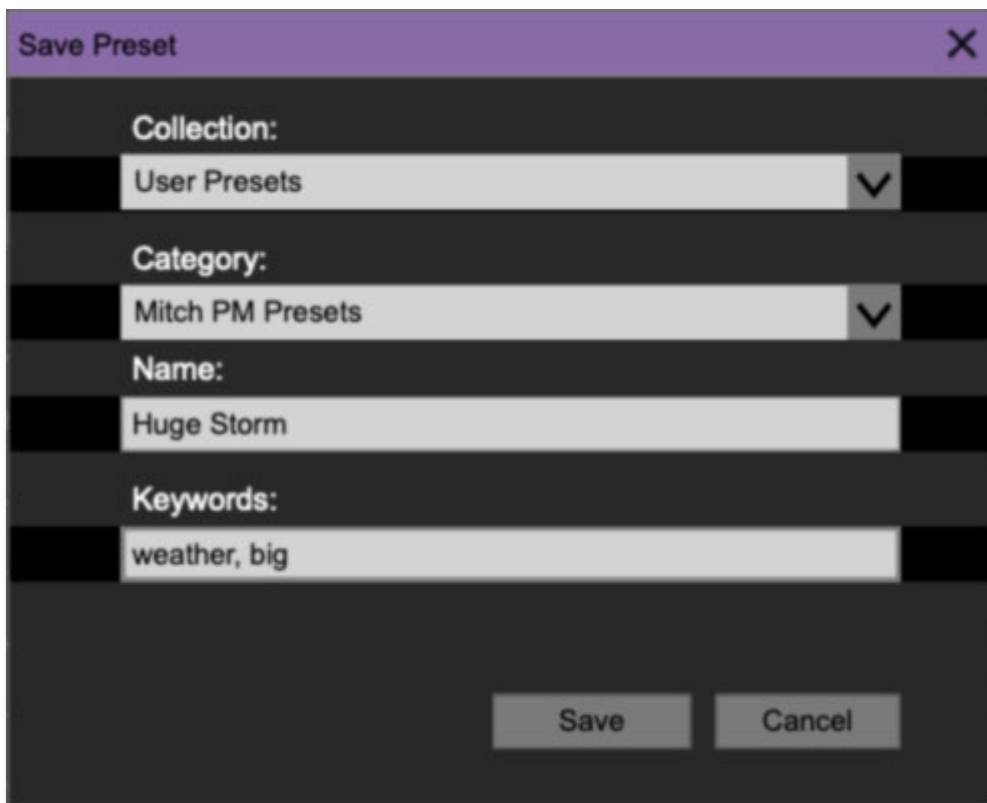 Save Preset
Collection:
User Presets
Category:
Mitch PM Presets
Name:
Huge Storm
Keywords:
weather, big
Save Cancel